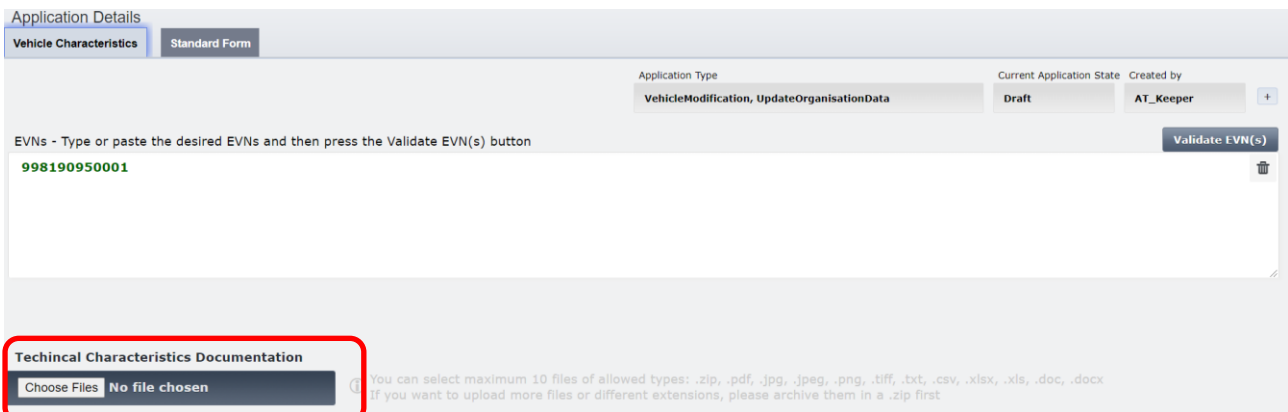 Application Details
Vehicle Characteristics Standard Form
Application Type Current Application State Created by
VehicleModification, UpdateOrganisationData Draft AT_Keeper +
EVNs - Type or paste the desired EVNs and then press the Validate EVN(s) button Validate EVN(s)
998190950001
Techincal Characteristics Documentation
Choose Files No file chosen
You can select maximum 10 files of allowed types: .zip, .pdf, .jpg, .jpeg, .png, .tiff, .txt, .csv, .xlsx, .xls, .doc, .docx
If you want to upload more files or different extensions, please archive them in a .zip first